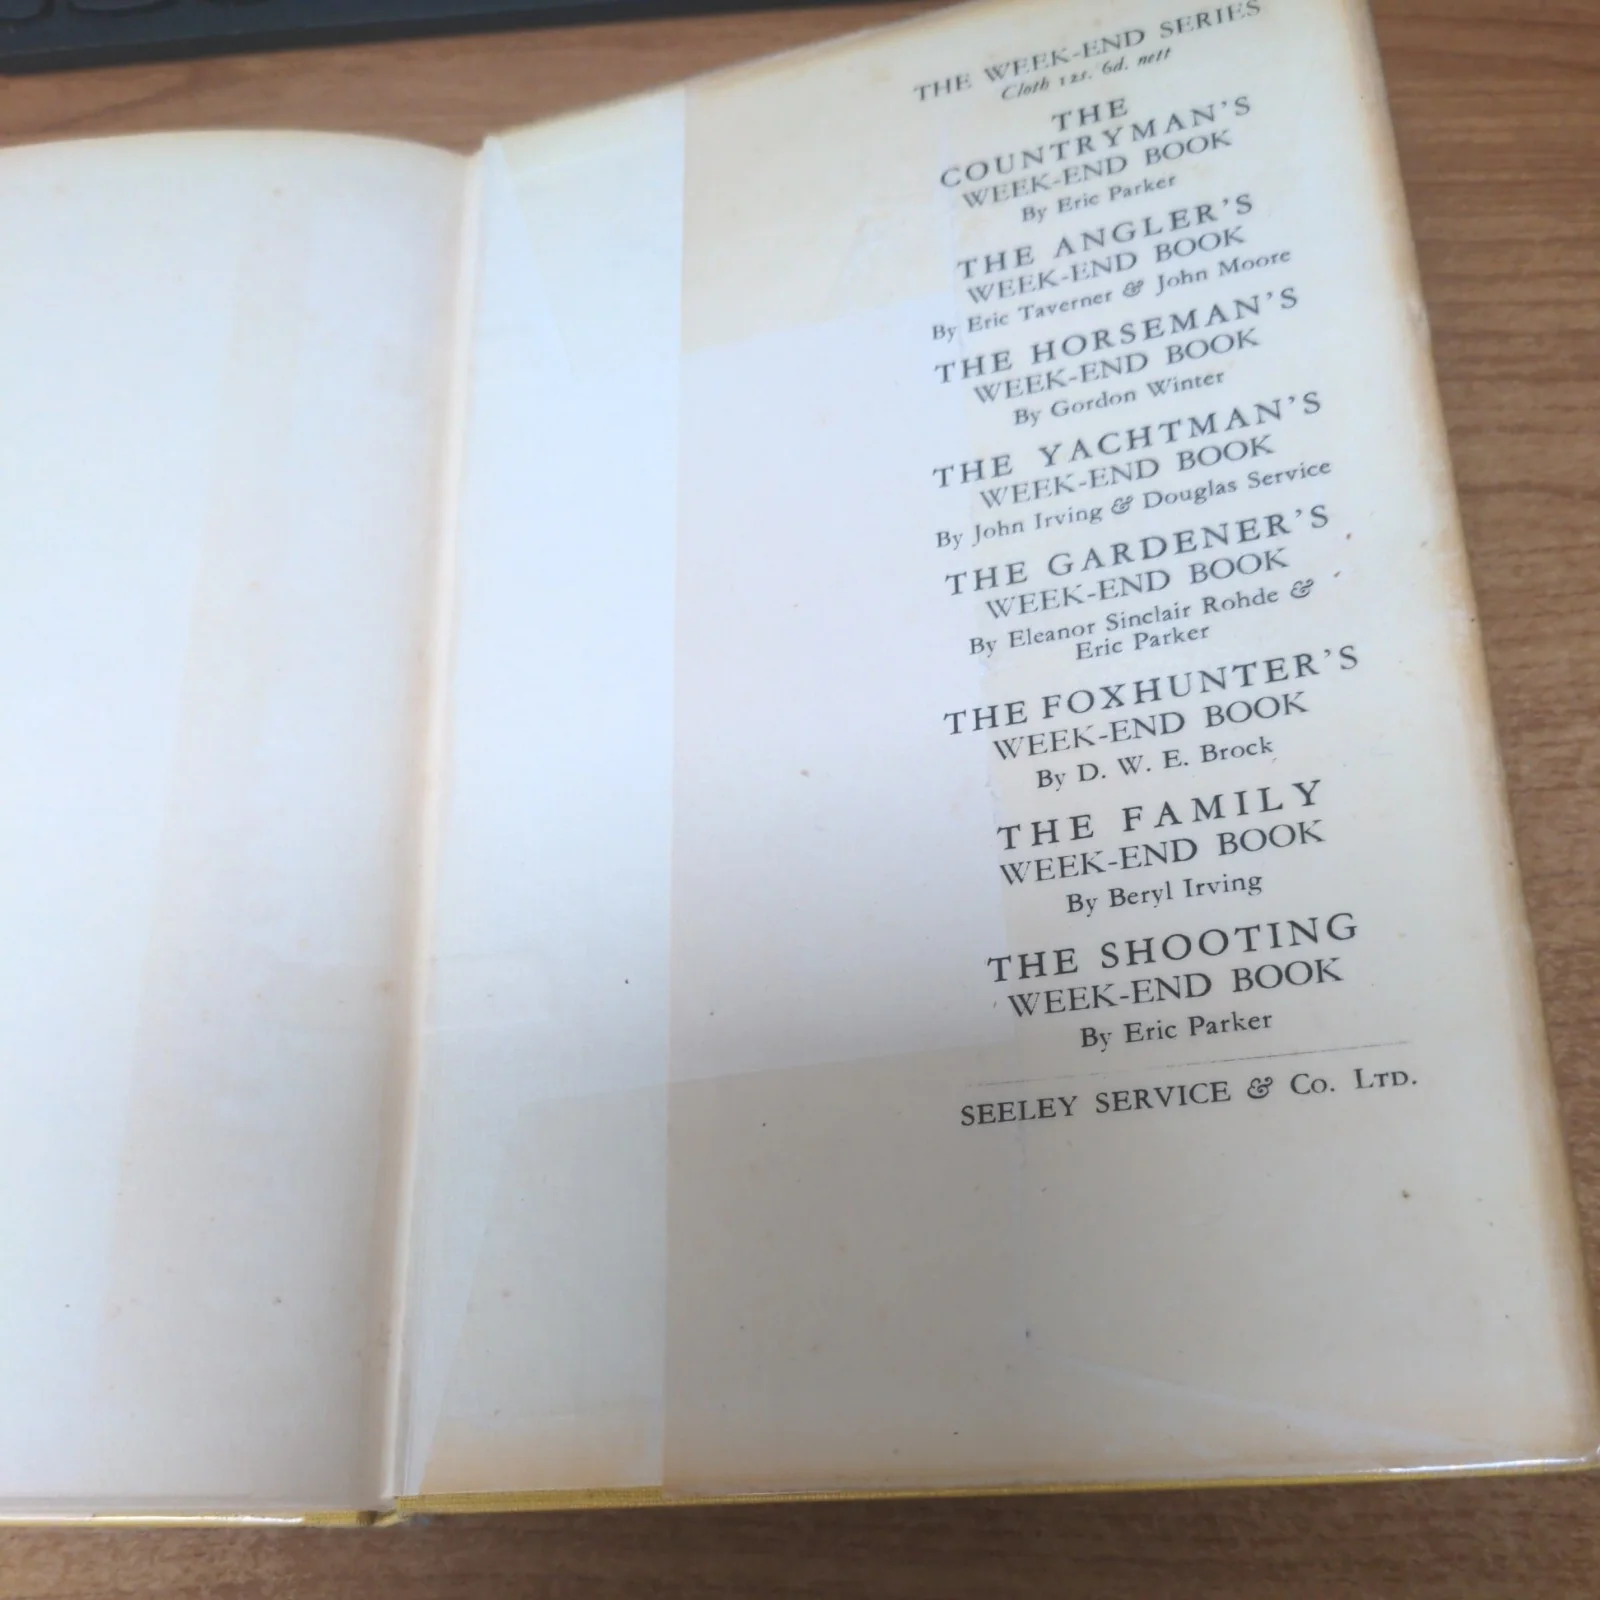 THE WEEK-END SERIES
Cloth 12s. 6d. nett
THE
COUNTRYMAN'S
WEEK-END BOOK
By Eric Parker
THE ANGLER'S
WEEK-END BOOK
By Eric Taverner & John Moore
THE HORSEMAN'S
WEEK-END BOOK
By Gordon Winter
THE YACHTMAN'S
WEEK-END BOOK
By John Irving & Douglas Service
THE GARDENER'S
WEEK-END BOOK
By Eleanor Sinclair Rohde &
Eric Parker
THE FOXHUNTER'S
WEEK-END BOOK
By D. W. E. Brock
THE FAMILY
WEEK-END BOOK
By Beryl Irving
THE SHOOTING
WEEK-END BOOK
By Eric Parker
SEELEY SERVICE & Co. LTD.